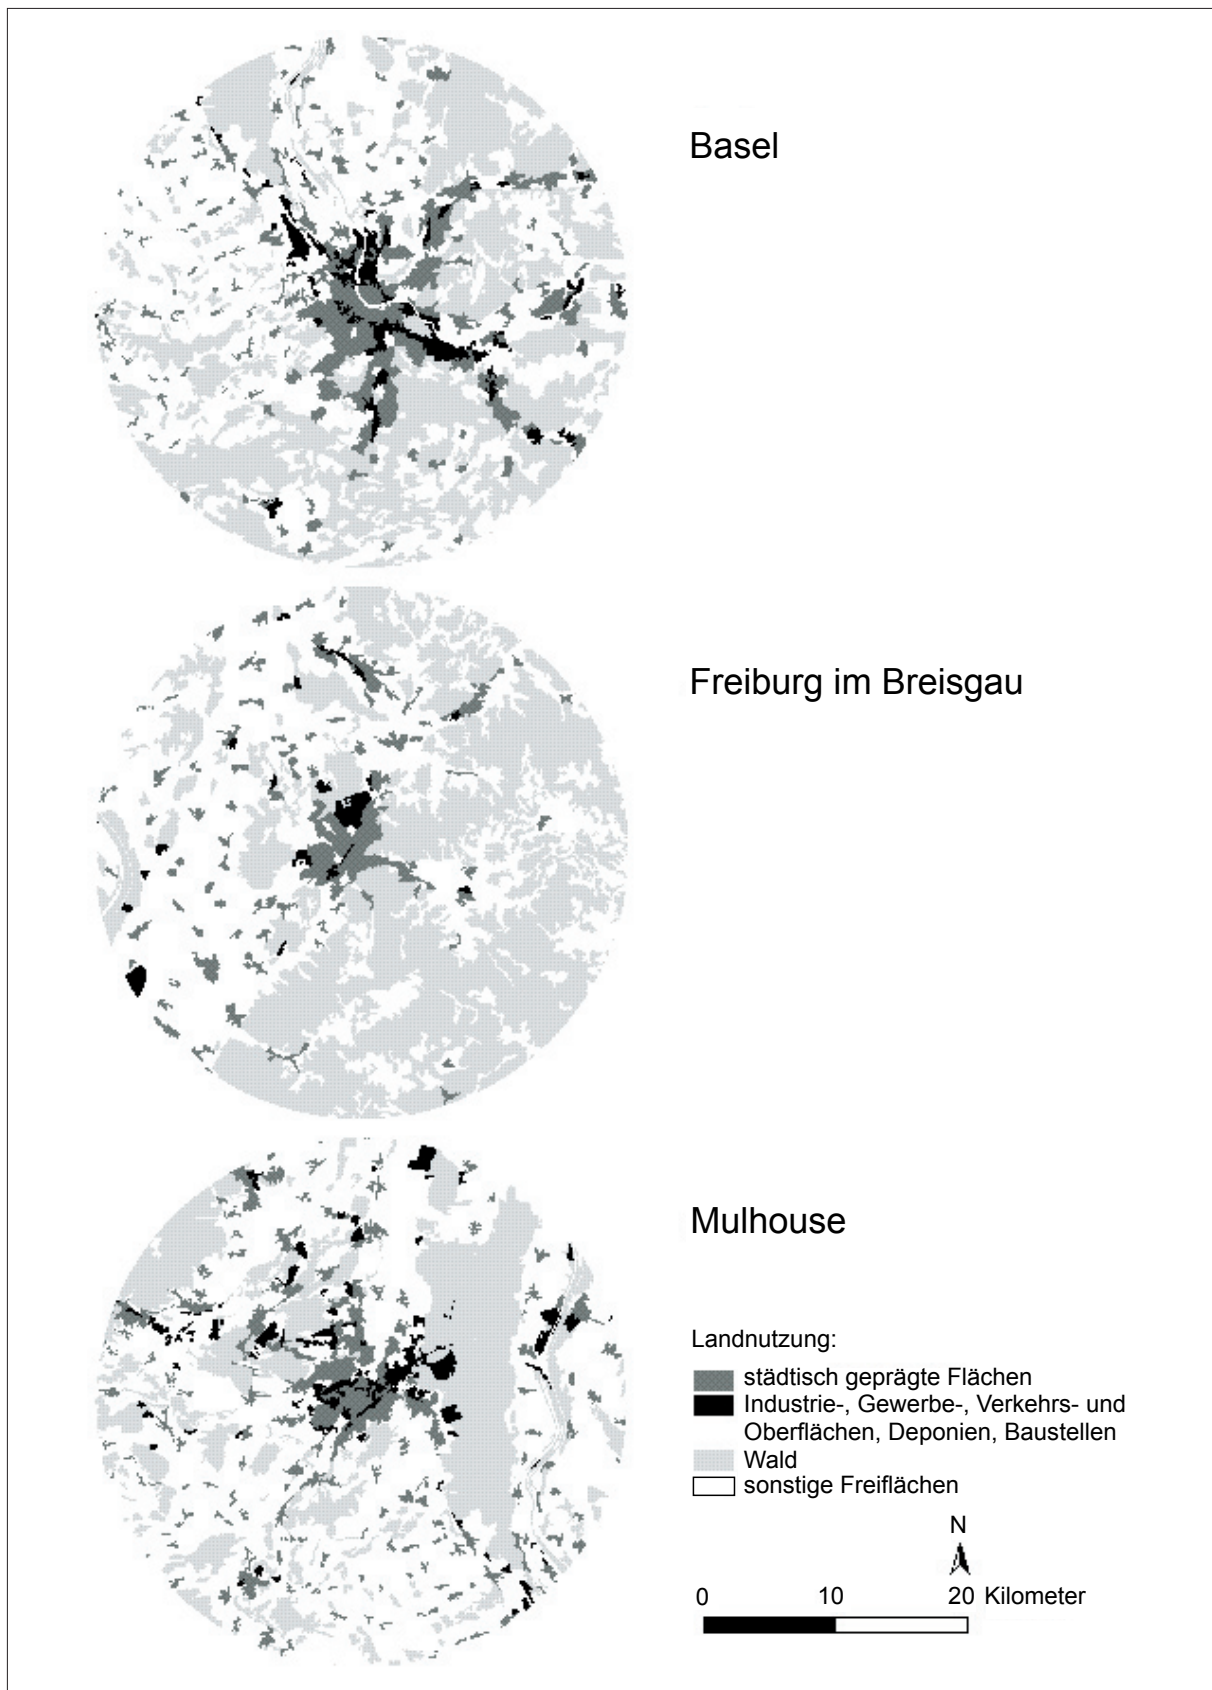 Basel
Freiburg im Breisgau
Mulhouse
Landnutzung:
städtisch geprägte Flächen
Industrie-, Gewerbe-, Verkehrs- und
Oberflächen, Deponien, Baustellen
Wald
sonstige Freiflächen
N
0 10 20 Kilometer